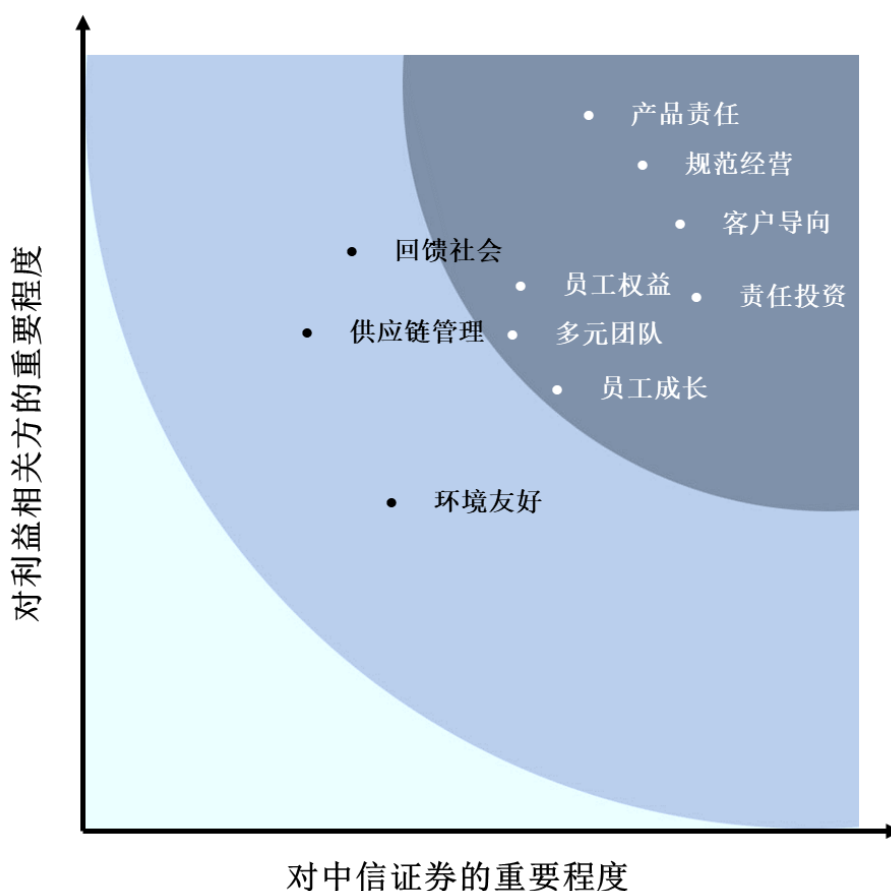 产品责任
规范经营
客户导向
回馈社会
员工权益
责任投资
供应链管理
多元团队
员工成长
环境友好
对利益相关方的重要程度
对中信证券的重要程度